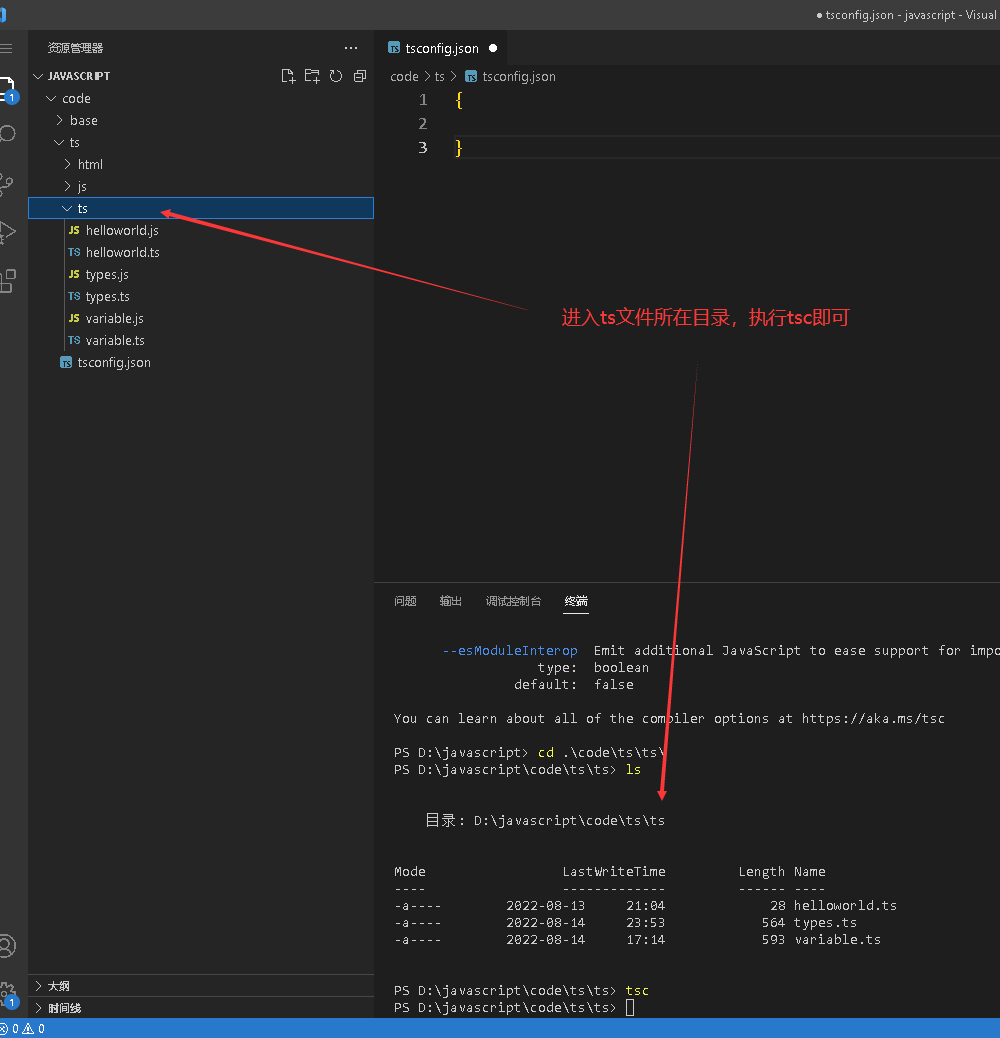 ● tsconfig.json - javascript - Visual
资源管理器
JAVASCRIPT
code
base
ts
html
js
ts
JS helloworld.js
TS helloworld.ts
JS types.js
TS types.ts
JS variable.js
TS variable.ts
TS tsconfig.json
大纲
时间线
TS tsconfig.json ●
code > ts > TS tsconfig.json
1 {
2
3 }
进入ts文件所在目录，执行tsc即可
问题 输出 调试控制台 终端
--esModuleInterop Emit additional JavaScript to ease support for impo
type: boolean
default: false
You can learn about all of the compiler options at https://aka.ms/tsc
PS D:\javascript> cd .\code\ts\ts\
PS D:\javascript\code\ts\ts> ls
目录: D:\javascript\code\ts\ts
Mode LastWriteTime Length Name
---- ------------- ------ ----
-a---- 2022-08-13 21:04 28 helloworld.ts
-a---- 2022-08-14 23:53 564 types.ts
-a---- 2022-08-14 17:14 593 variable.ts
PS D:\javascript\code\ts\ts> tsc
PS D:\javascript\code\ts\ts>
1
1
0 0